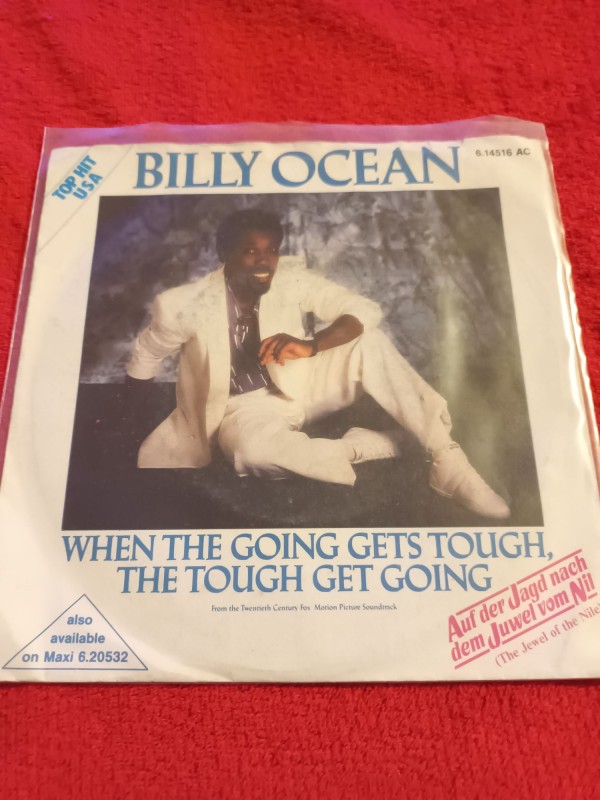 TOP HIT
USA
BILLY OCEAN
6.14516 AC
WHEN THE GOING GETS TOUGH,
THE TOUGH GET GOING
From the Twentieth Century Fox Motion Picture Soundtrack
Auf der Jagd nach
dem Juwel vom Nil
(The Jewel of the Nile)
also
available
on Maxi 6.20532